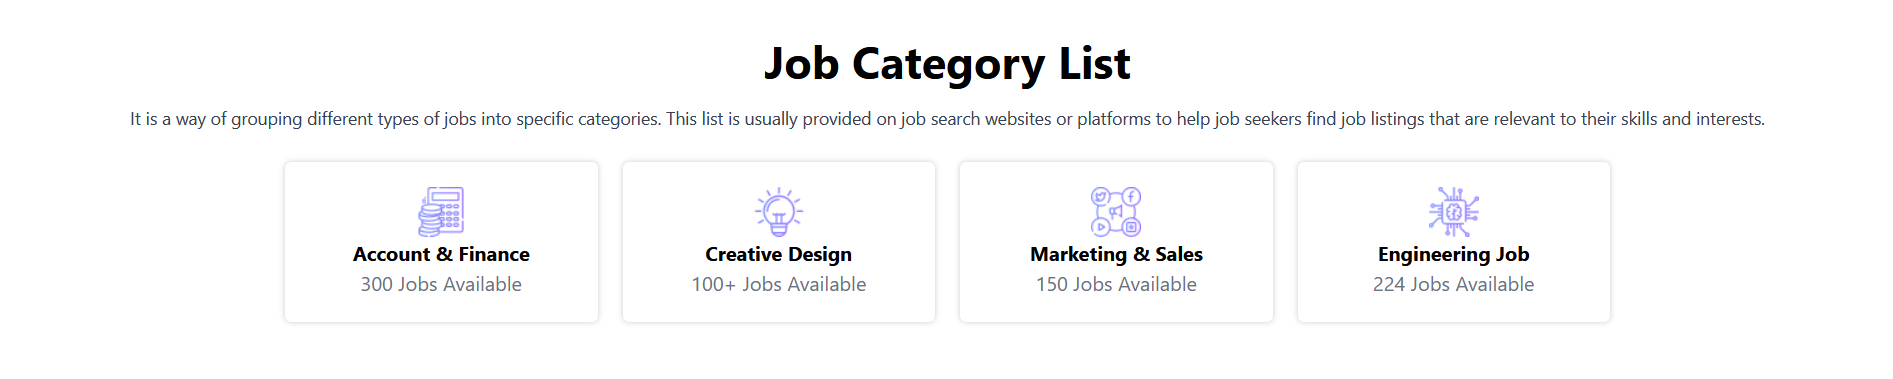 Job Category List
It is a way of grouping different types of jobs into specific categories. This list is usually provided on job search websites or platforms to help job seekers find job listings that are relevant to their skills and interests.
Account & Finance
300 Jobs Available
Creative Design
100+ Jobs Available
Marketing & Sales
150 Jobs Available
Engineering Job
224 Jobs Available